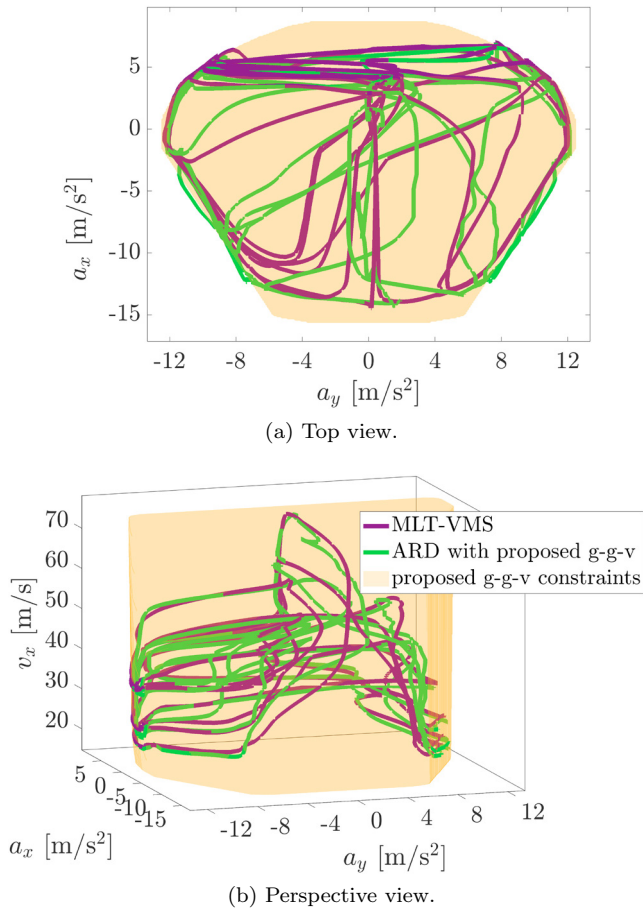 5
0
-5
-10
-15
a_x [m/s²]
-12 -8 -4 0 4 8 12
a_y [m/s²]
(a) Top view.
70
60
50
40
30
20
v_x [m/s]
MLT-VMS
ARD with proposed g-g-v
proposed g-g-v constraints
5
0
-5
-10
-15
a_x [m/s²]
-12 -8 -4 0 4 8 12
a_y [m/s²]
(b) Perspective view.